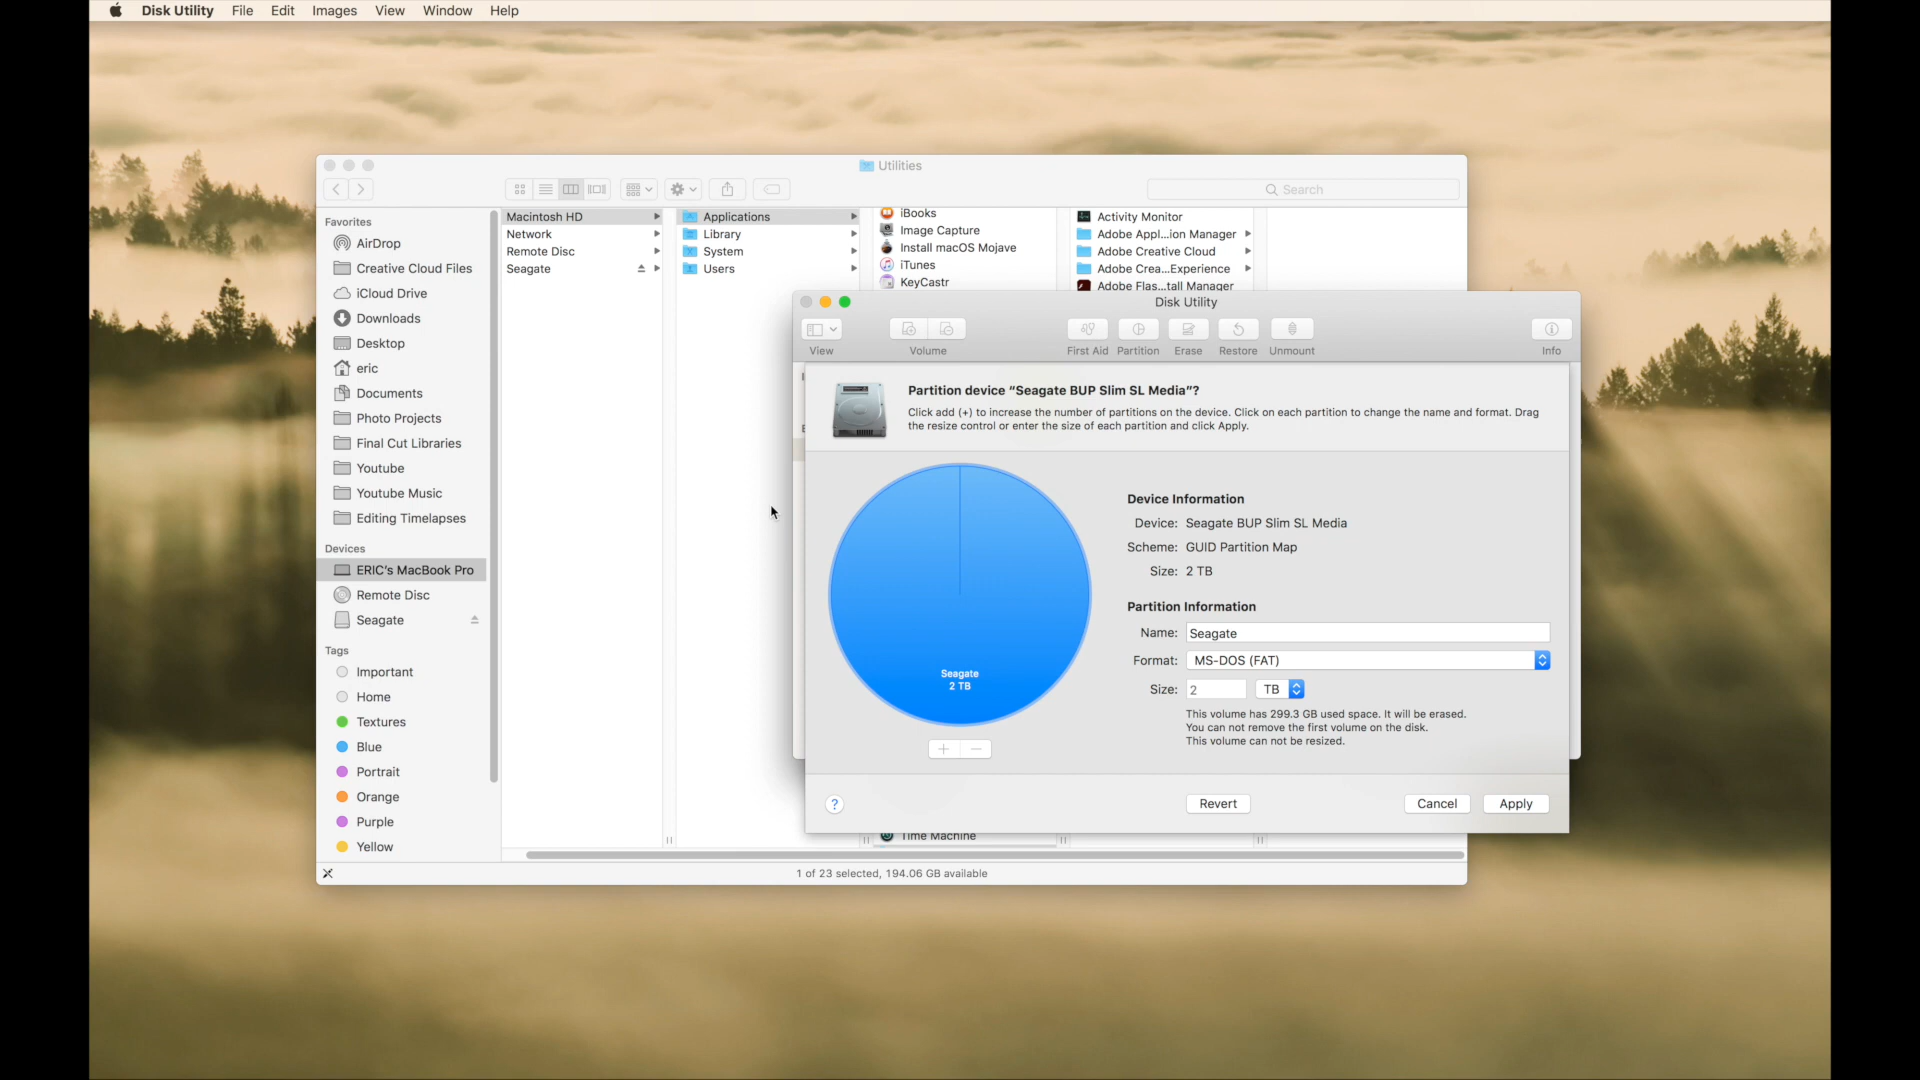 Disk Utility File Edit Images View Window Help
Utilities
Search
Favorites
AirDrop
Creative Cloud Files
iCloud Drive
Downloads
Desktop
eric
Documents
Photo Projects
Final Cut Libraries
Youtube
Youtube Music
Editing Timelapses
Devices
ERIC's MacBook Pro
Remote Disc
Seagate
Tags
Important
Home
Textures
Blue
Portrait
Orange
Purple
Yellow
Macintosh HD
Network
Remote Disc
Seagate
Applications
Library
System
Users
iBooks
Image Capture
Install macOS Mojave
iTunes
KeyCastr
Time Machine
Activity Monitor
Adobe Appl...ion Manager
Adobe Creative Cloud
Adobe Crea...Experience
Adobe Flas...tall Manager
1 of 23 selected, 194.06 GB available
Disk Utility
View Volume First Aid Partition Erase Restore Unmount Info
Partition device “Seagate BUP Slim SL Media”?
Click add (+) to increase the number of partitions on the device. Click on each partition to change the name and format. Drag
the resize control or enter the size of each partition and click Apply.
Seagate
2 TB
+ −
Device Information
Device: Seagate BUP Slim SL Media
Scheme: GUID Partition Map
Size: 2 TB
Partition Information
Name: Seagate
Format: MS-DOS (FAT)
Size: 2 TB
This volume has 299.3 GB used space. It will be erased.
You can not remove the first volume on the disk.
This volume can not be resized.
? Revert Cancel Apply